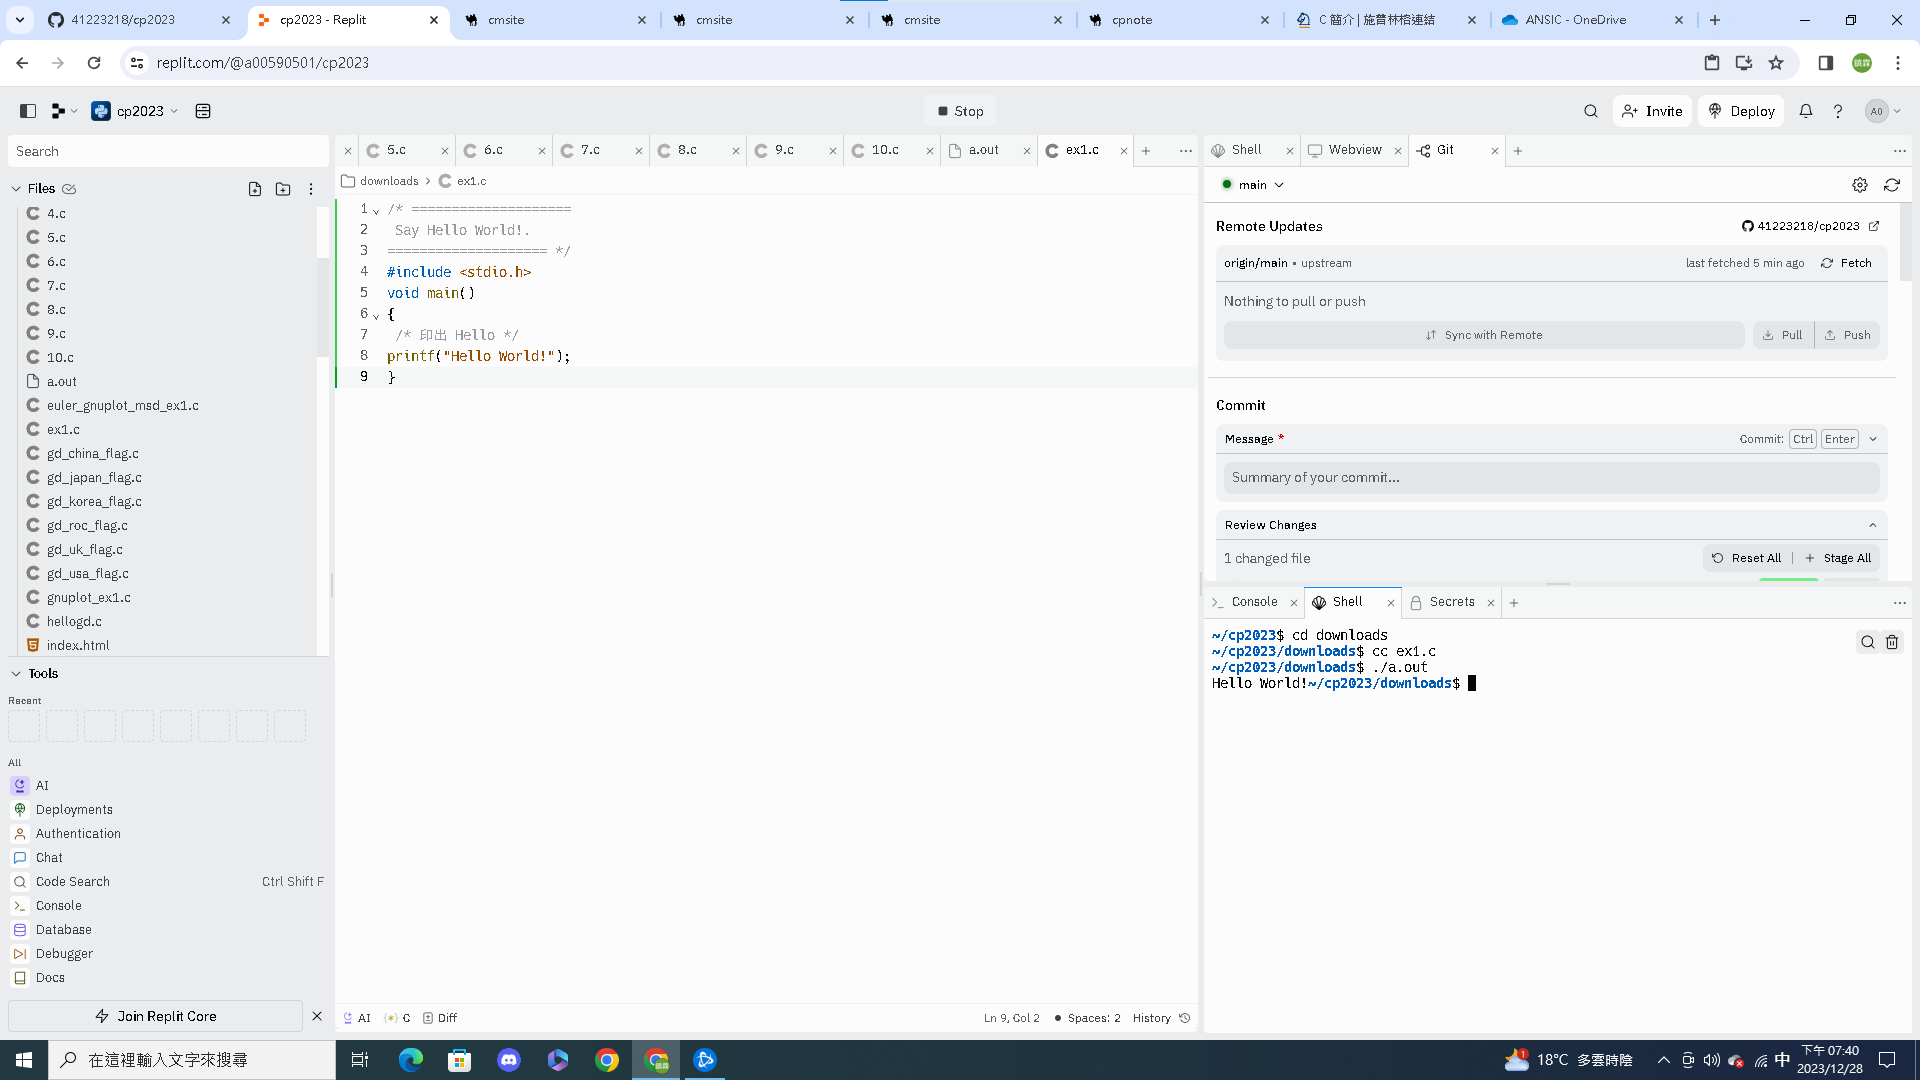 41223218/cp2023
cp2023 - Replit
cmsite
cmsite
cmsite
cpnote
C 簡介 | 施普林格連結
ANSIC - OneDrive
replit.com/@a00590501/cp2023
cp2023
Stop
Invite
Deploy
A0
Search
Files
4.c
5.c
6.c
7.c
8.c
9.c
10.c
a.out
euler_gnuplot_msd_ex1.c
ex1.c
gd_china_flag.c
gd_japan_flag.c
gd_korea_flag.c
gd_roc_flag.c
gd_uk_flag.c
gd_usa_flag.c
gnuplot_ex1.c
hellogd.c
index.html
Tools
Recent
All
AI
Deployments
Authentication
Chat
Code Search Ctrl Shift F
Console
Database
Debugger
Docs
Join Replit Core
5.c
6.c
7.c
8.c
9.c
10.c
a.out
ex1.c
downloads > ex1.c
1 /* ====================
2 Say Hello World!.
3 ==================== */
4 #include <stdio.h>
5 void main()
6 {
7 /* 印出 Hello */
8 printf("Hello World!");
9 }
AI
C
Diff
Ln 9, Col 2
Spaces: 2
History
Shell
Webview
Git
main
Remote Updates
41223218/cp2023
origin/main • upstream
last fetched 5 min ago
Fetch
Nothing to pull or push
Sync with Remote
Pull
Push
Commit
Message *
Commit: Ctrl Enter
Summary of your commit...
Review Changes
1 changed file
Reset All
Stage All
Console
Shell
Secrets
~/cp2023$ cd downloads
~/cp2023/downloads$ cc ex1.c
~/cp2023/downloads$ ./a.out
Hello World!~/cp2023/downloads$
在這裡輸入文字來搜尋
1
18°C 多雲時陰
中
下午 07:40
2023/12/28